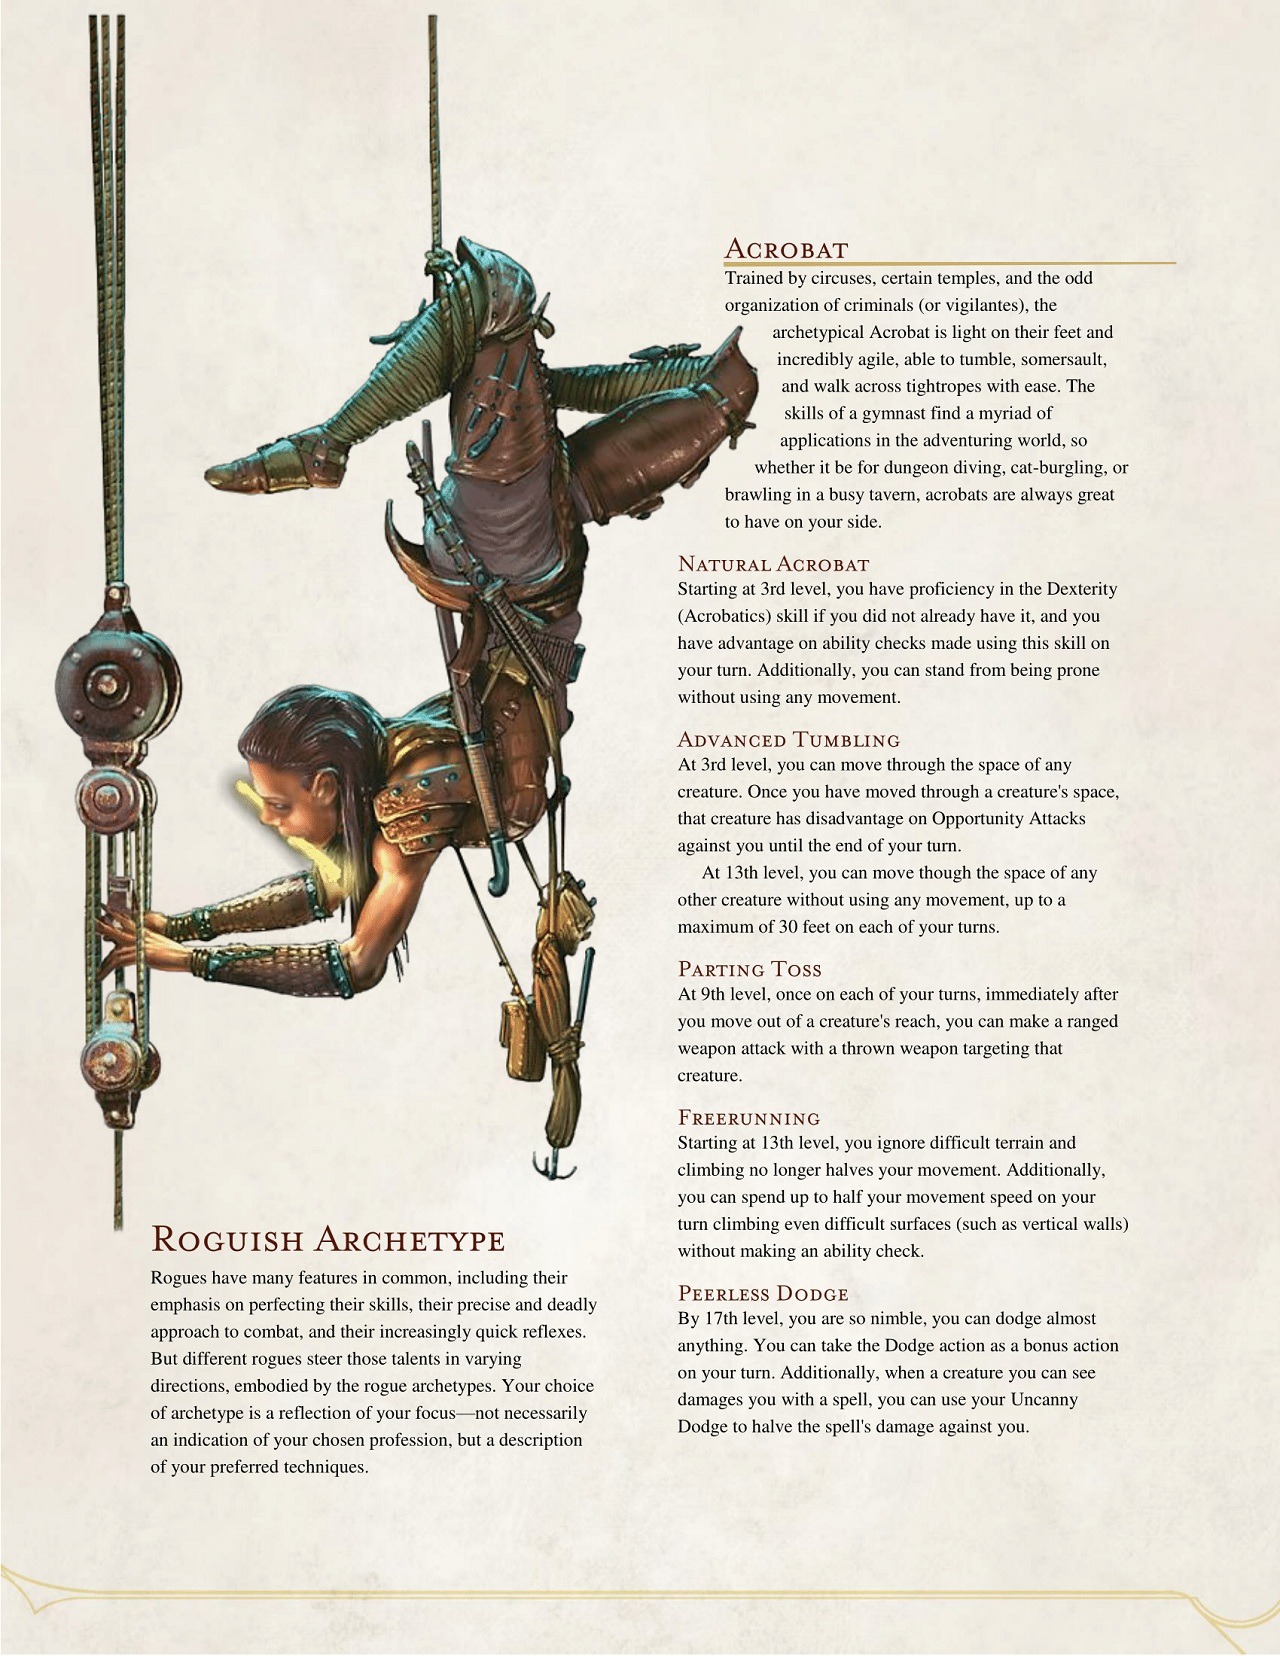 Roguish Archetype
Rogues have many features in common, including their
emphasis on perfecting their skills, their precise and deadly
approach to combat, and their increasingly quick reflexes.
But different rogues steer those talents in varying
directions, embodied by the rogue archetypes. Your choice
of archetype is a reflection of your focus—not necessarily
an indication of your chosen profession, but a description
of your preferred techniques.
Acrobat
Trained by circuses, certain temples, and the odd
organization of criminals (or vigilantes), the
archetypical Acrobat is light on their feet and
incredibly agile, able to tumble, somersault,
and walk across tightropes with ease. The
skills of a gymnast find a myriad of
applications in the adventuring world, so
whether it be for dungeon diving, cat-burgling, or
brawling in a busy tavern, acrobats are always great
to have on your side.
Natural Acrobat
Starting at 3rd level, you have proficiency in the Dexterity
(Acrobatics) skill if you did not already have it, and you
have advantage on ability checks made using this skill on
your turn. Additionally, you can stand from being prone
without using any movement.
Advanced Tumbling
At 3rd level, you can move through the space of any
creature. Once you have moved through a creature's space,
that creature has disadvantage on Opportunity Attacks
against you until the end of your turn.
At 13th level, you can move though the space of any
other creature without using any movement, up to a
maximum of 30 feet on each of your turns.
Parting Toss
At 9th level, once on each of your turns, immediately after
you move out of a creature's reach, you can make a ranged
weapon attack with a thrown weapon targeting that
creature.
Freerunning
Starting at 13th level, you ignore difficult terrain and
climbing no longer halves your movement. Additionally,
you can spend up to half your movement speed on your
turn climbing even difficult surfaces (such as vertical walls)
without making an ability check.
Peerless Dodge
By 17th level, you are so nimble, you can dodge almost
anything. You can take the Dodge action as a bonus action
on your turn. Additionally, when a creature you can see
damages you with a spell, you can use your Uncanny
Dodge to halve the spell's damage against you.